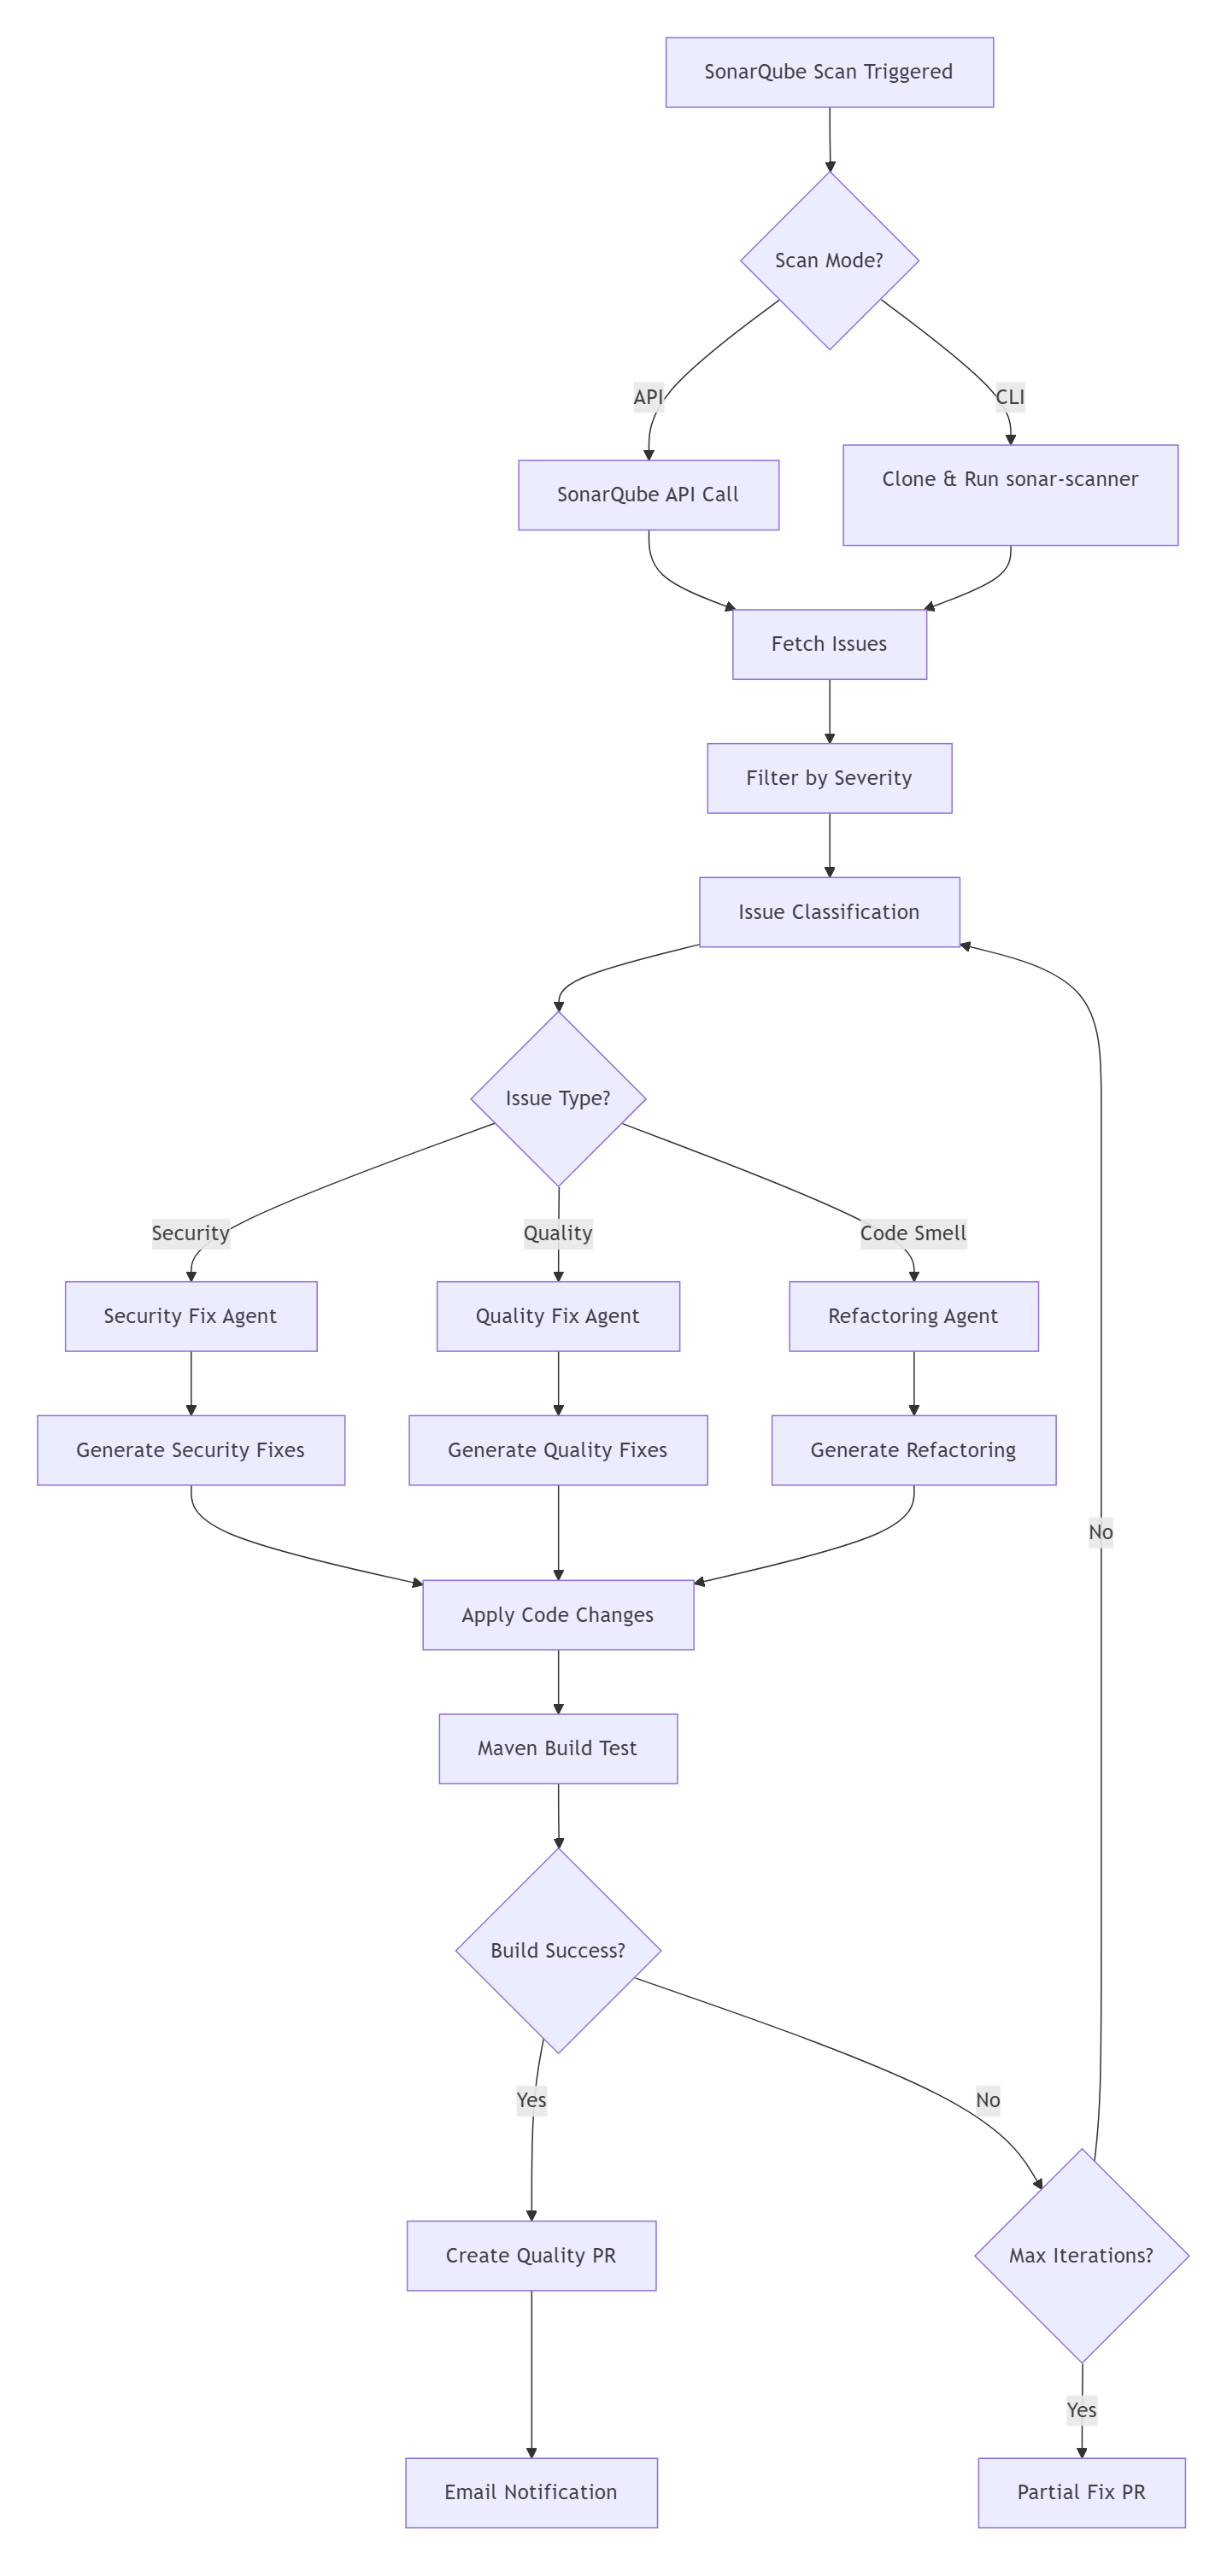 SonarQube Scan Triggered
Scan Mode?
API
CLI
SonarQube API Call
Clone & Run sonar-scanner
Fetch Issues
Filter by Severity
Issue Classification
Issue Type?
Security
Quality
Code Smell
Security Fix Agent
Quality Fix Agent
Refactoring Agent
Generate Security Fixes
Generate Quality Fixes
Generate Refactoring
No
Apply Code Changes
Maven Build Test
Build Success?
Yes
No
Create Quality PR
Max Iterations?
Yes
Email Notification
Partial Fix PR